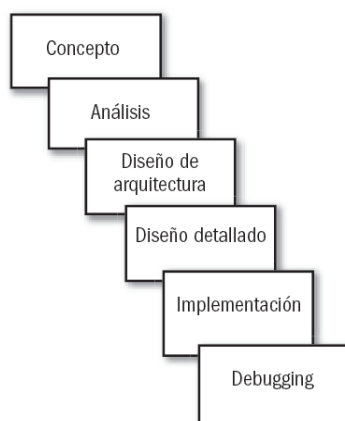 Concepto
Análisis
Diseño de
arquitectura
Diseño detallado
Implementación
Debugging